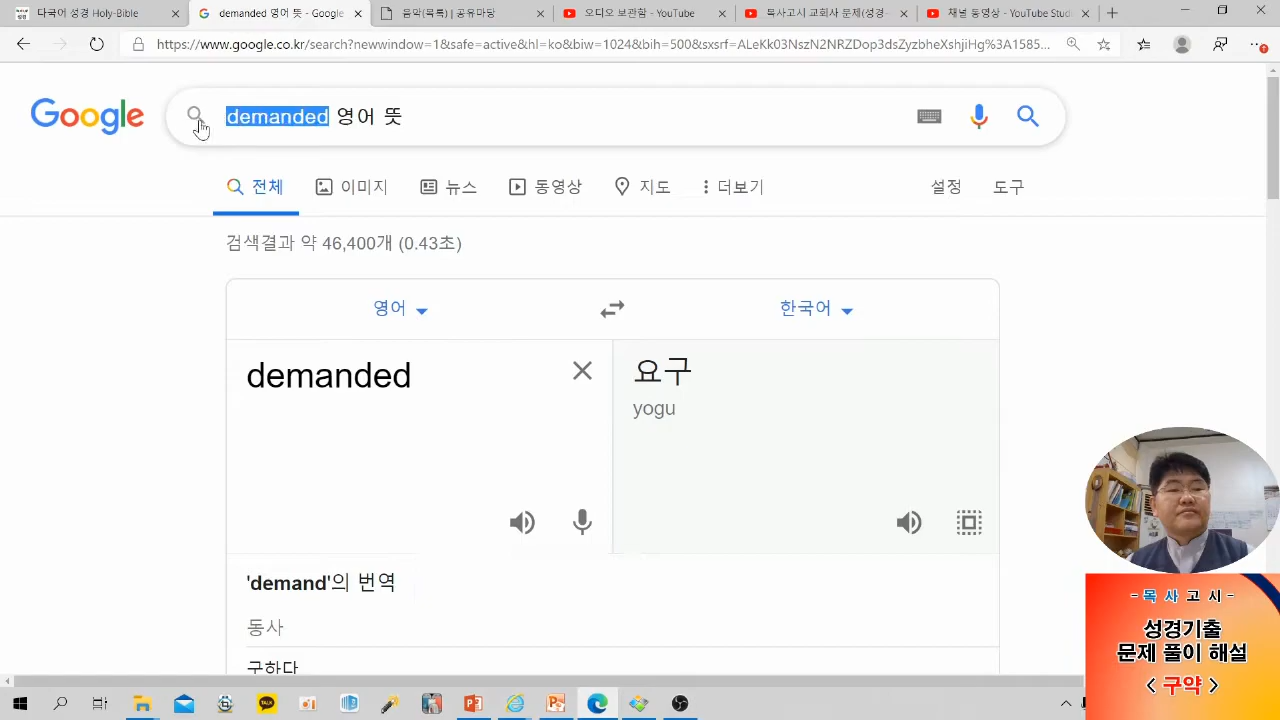 다국어 성경 Holy-Bible
demanded 영어 뜻 - Google
음악(목록) | 공유마당
오디오 보관함 - YouTube
목사고시 교회사 문제(성경-
채널 동영상 - YouTube Stud
https://www.google.co.kr/search?newwindow=1&safe=active&hl=ko&biw=1024&bih=500&sxsrf=ALeKk03NszN2NRZDop3dsZyzbheXshjiHg%3A1585...
Google
demanded 영어 뜻
전체
이미지
뉴스
동영상
지도
더보기
설정
도구
검색결과 약 46,400개 (0.43초)
영어
한국어
demanded
요구
yogu
'demand'의 번역
동사
구하다
- 목 사 고 시 -
성경기출
문제 풀이 해설
< 구약 >